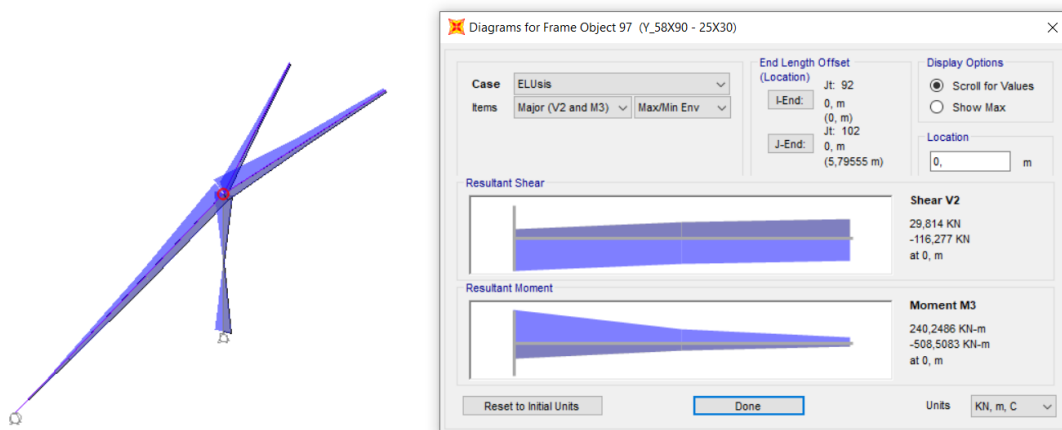 Diagrams for Frame Object 97 (Y_58X90 - 25X30)
Case ELUsis
Items Major (V2 and M3) Max/Min Env
End Length Offset
(Location)
I-End:
Jt: 92
0, m
(0, m)
J-End:
Jt: 102
0, m
(5,79555 m)
Display Options
Scroll for Values
Show Max
Location
0, m
Resultant Shear
Shear V2
29,814 KN
-116,277 KN
at 0, m
Resultant Moment
Moment M3
240,2486 KN-m
-508,5083 KN-m
at 0, m
Reset to Initial Units
Done
Units KN, m, C